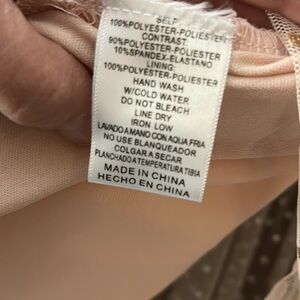 SELF
100%POLYESTER-POLIESTER
CONTRAST:
90%POLYESTER-POLIESTER
10%SPANDEX-ELASTANO
LINING:
100%POLYESTER-POLIESTER
HAND WASH
W/COLD WATER
DO NOT BLEACH
LINE DRY
IRON LOW
LAVADO A MANO CON AQUA FRIA
NO USE BLANQUEADOR
COLGAR A SECAR
PLANCHADO A TEMPERATURA TIBIA
MADE IN CHINA
HECHO EN CHINA